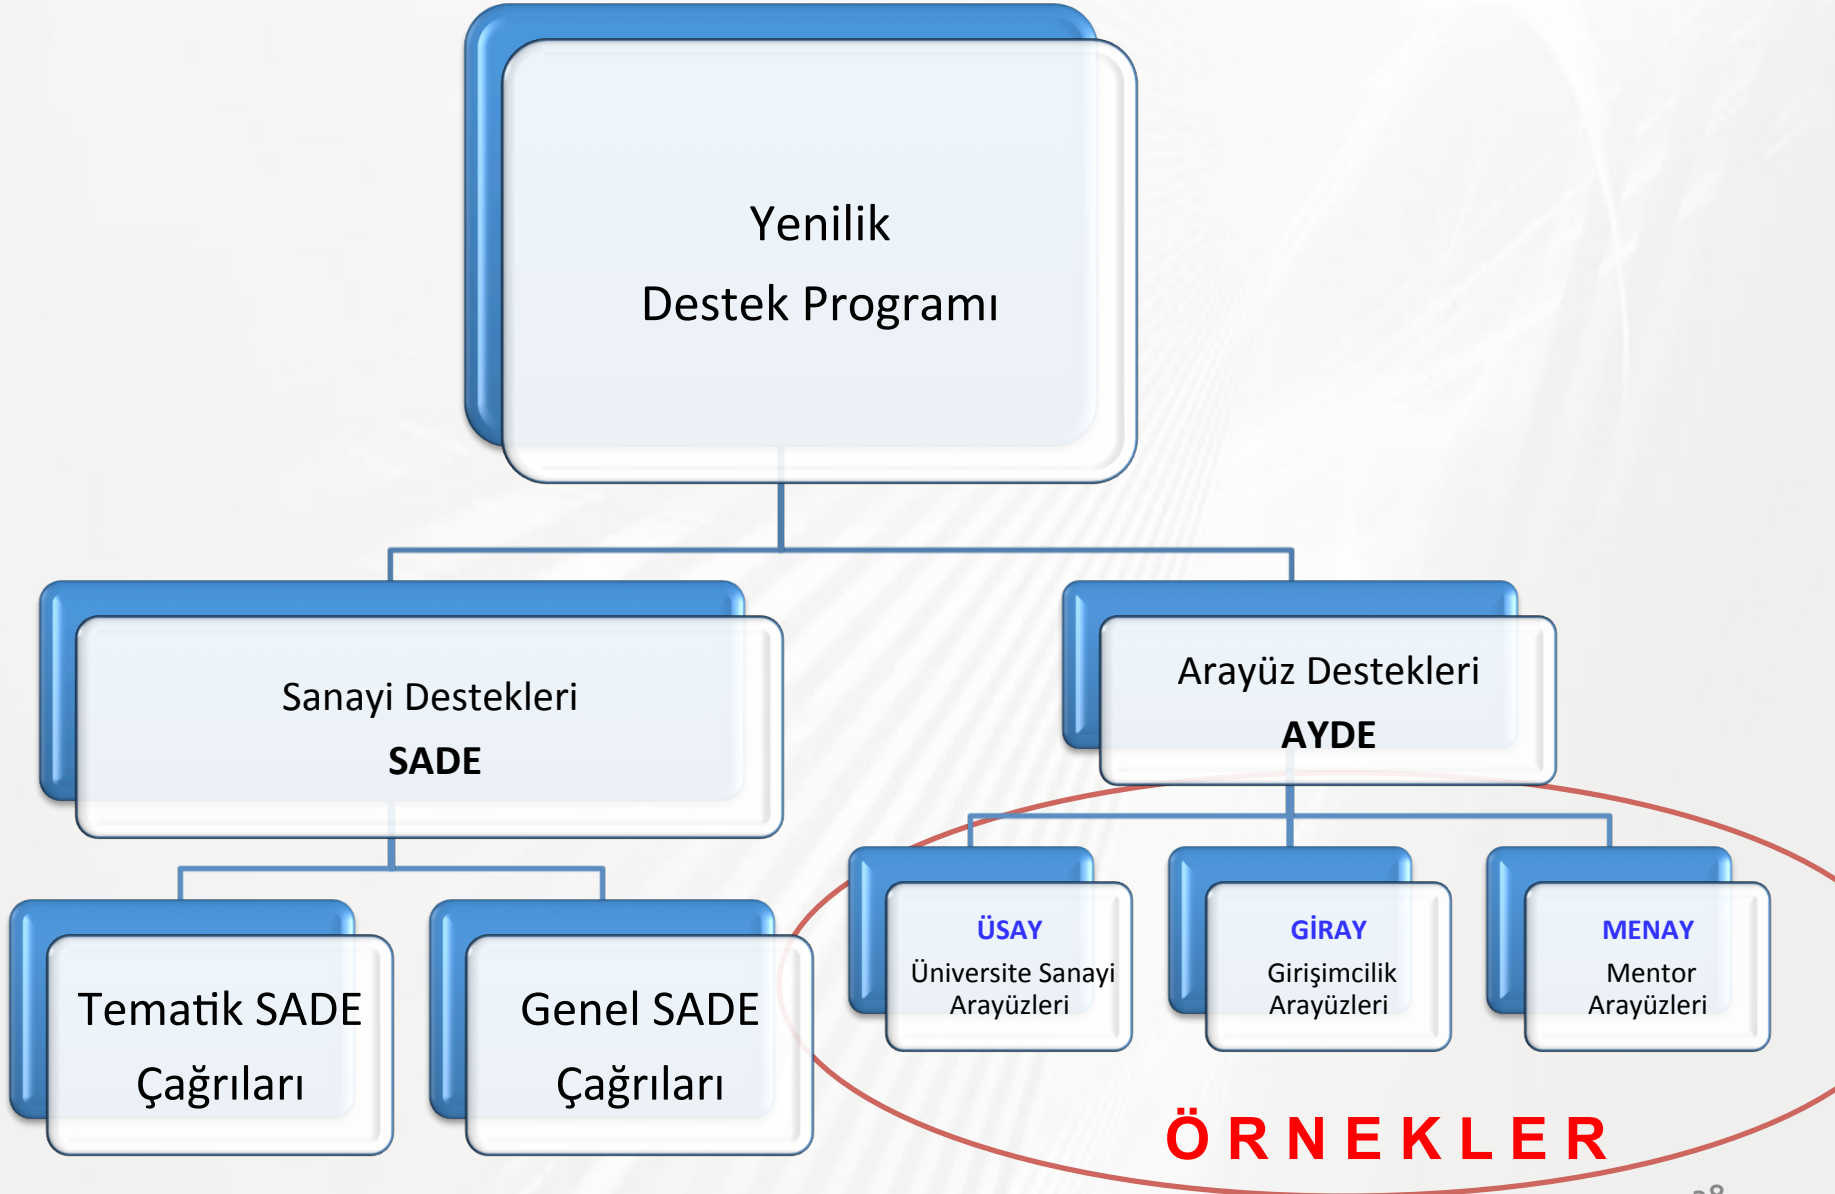 Yenilik
Destek Programı
Sanayi Destekleri
SADE
Arayüz Destekleri
AYDE
Tematik SADE
Çağrıları
Genel SADE
Çağrıları
ÜSAY
Üniversite Sanayi
Arayüzleri
GİRAY
Girişimcilik
Arayüzleri
MENAY
Mentor
Arayüzleri
Ö R N E K L E R